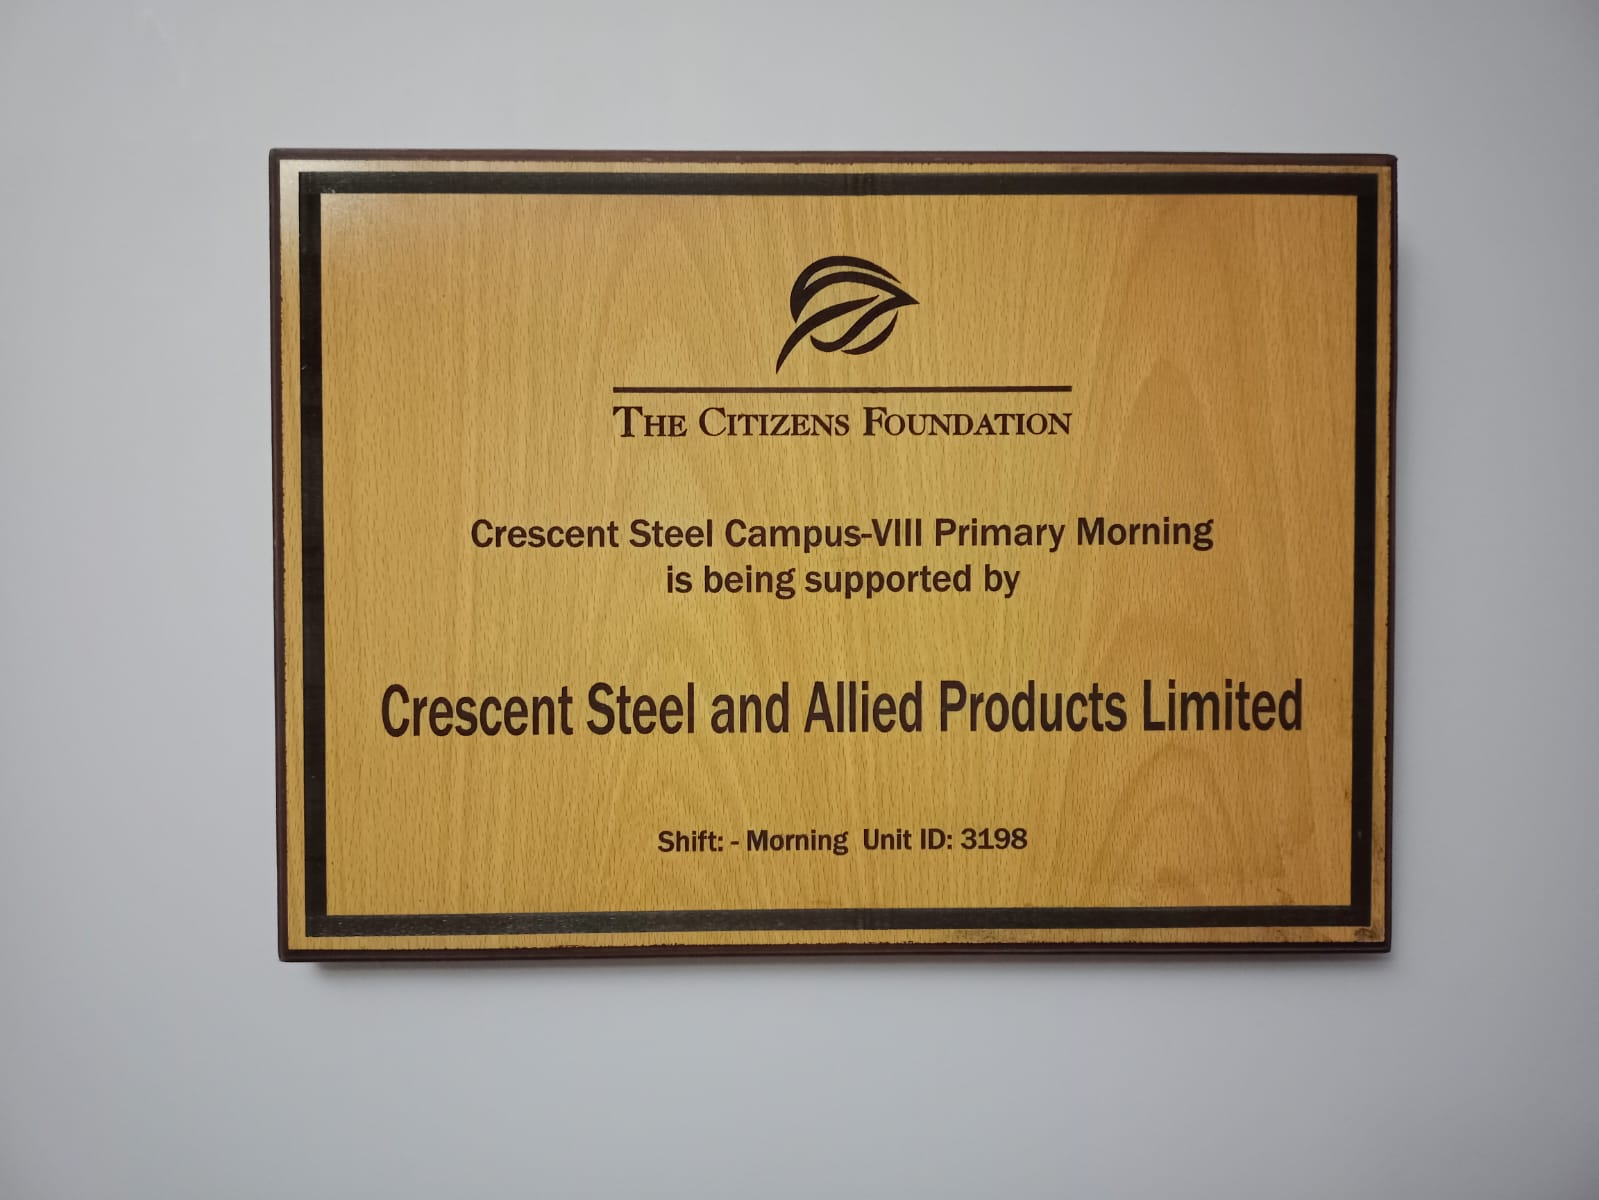 The Citizens Foundation
Crescent Steel Campus-VIII Primary Morning
is being supported by
Crescent Steel and Allied Products Limited
Shift: - Morning Unit ID: 3198